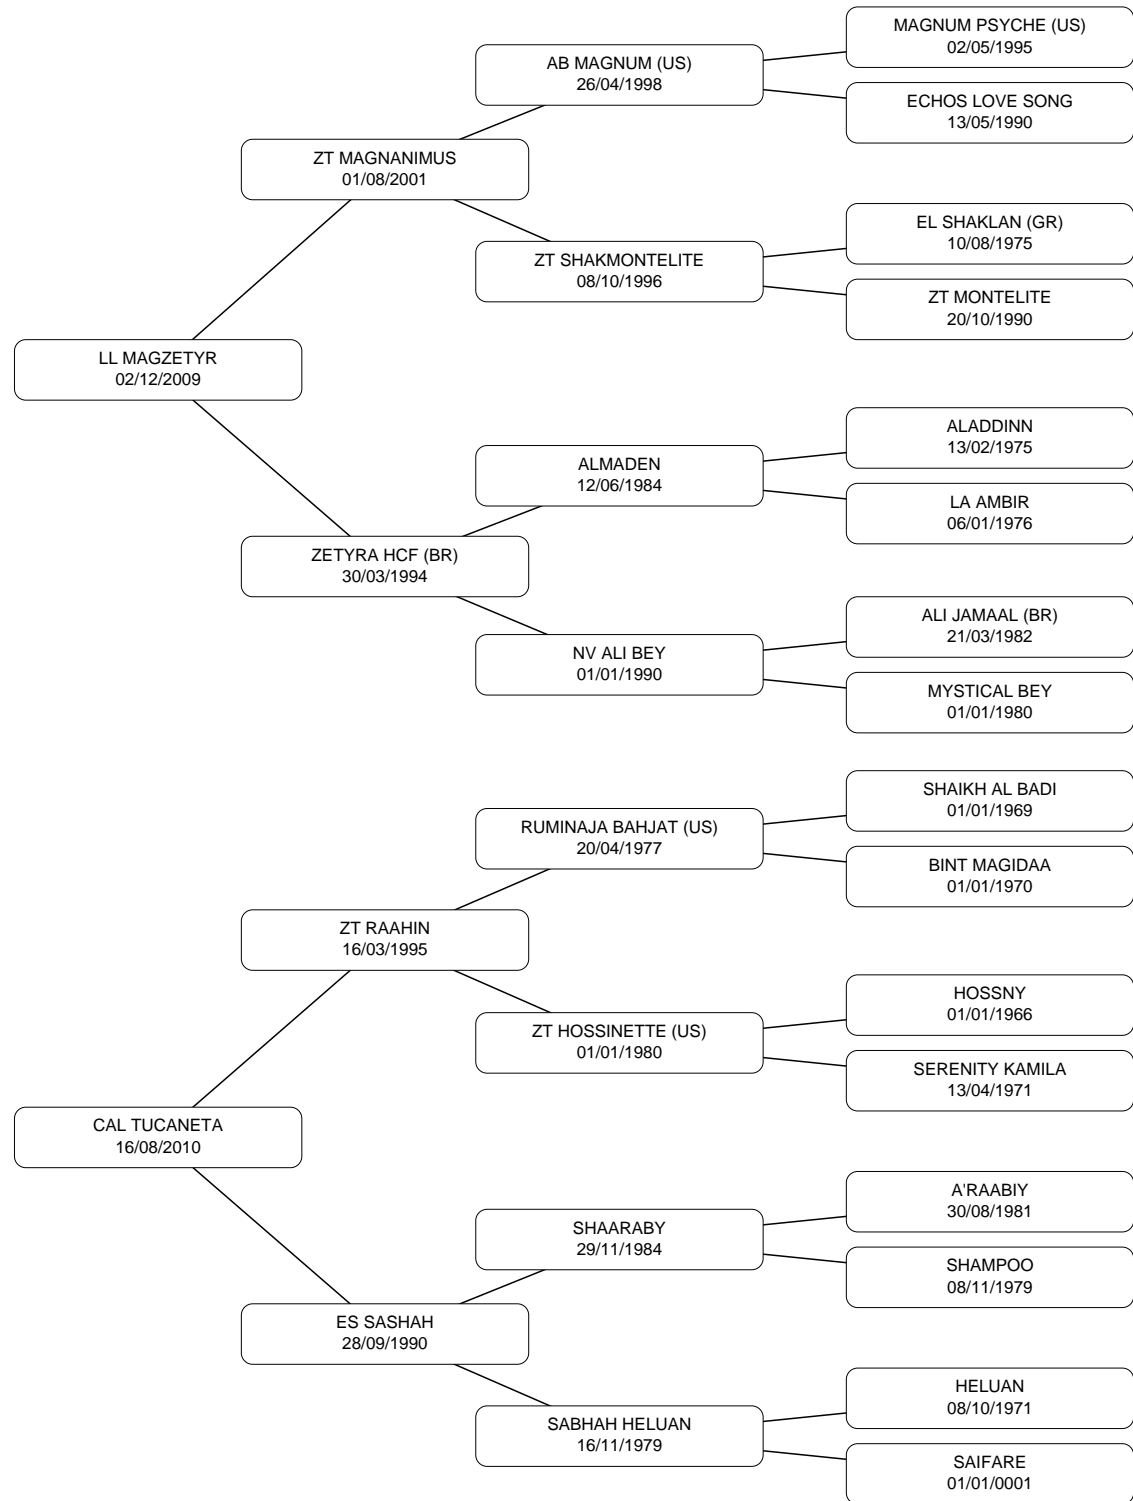 MAGNUM PSYCHE (US)
02/05/1995
AB MAGNUM (US)
26/04/1998
ECHOS LOVE SONG
13/05/1990
ZT MAGNANIMUS
01/08/2001
EL SHAKLAN (GR)
10/08/1975
ZT SHAKMONTELITE
08/10/1996
ZT MONTELITE
20/10/1990
LL MAGZETYR
02/12/2009
ALADDINN
13/02/1975
ALMADEN
12/06/1984
LA AMBIR
06/01/1976
ZETYRA HCF (BR)
30/03/1994
ALI JAMAAL (BR)
21/03/1982
NV ALI BEY
01/01/1990
MYSTICAL BEY
01/01/1980
SHAIKH AL BADI
01/01/1969
RUMINAJA BAHJAT (US)
20/04/1977
BINT MAGIDAA
01/01/1970
ZT RAAHIN
16/03/1995
HOSSNY
01/01/1966
ZT HOSSINETTE (US)
01/01/1980
SERENITY KAMILA
13/04/1971
CAL TUCANETA
16/08/2010
A'RAABIY
30/08/1981
SHAARABY
29/11/1984
SHAMPOO
08/11/1979
ES SASHAH
28/09/1990
HELUAN
08/10/1971
SABHAH HELUAN
16/11/1979
SAIFARE
01/01/0001